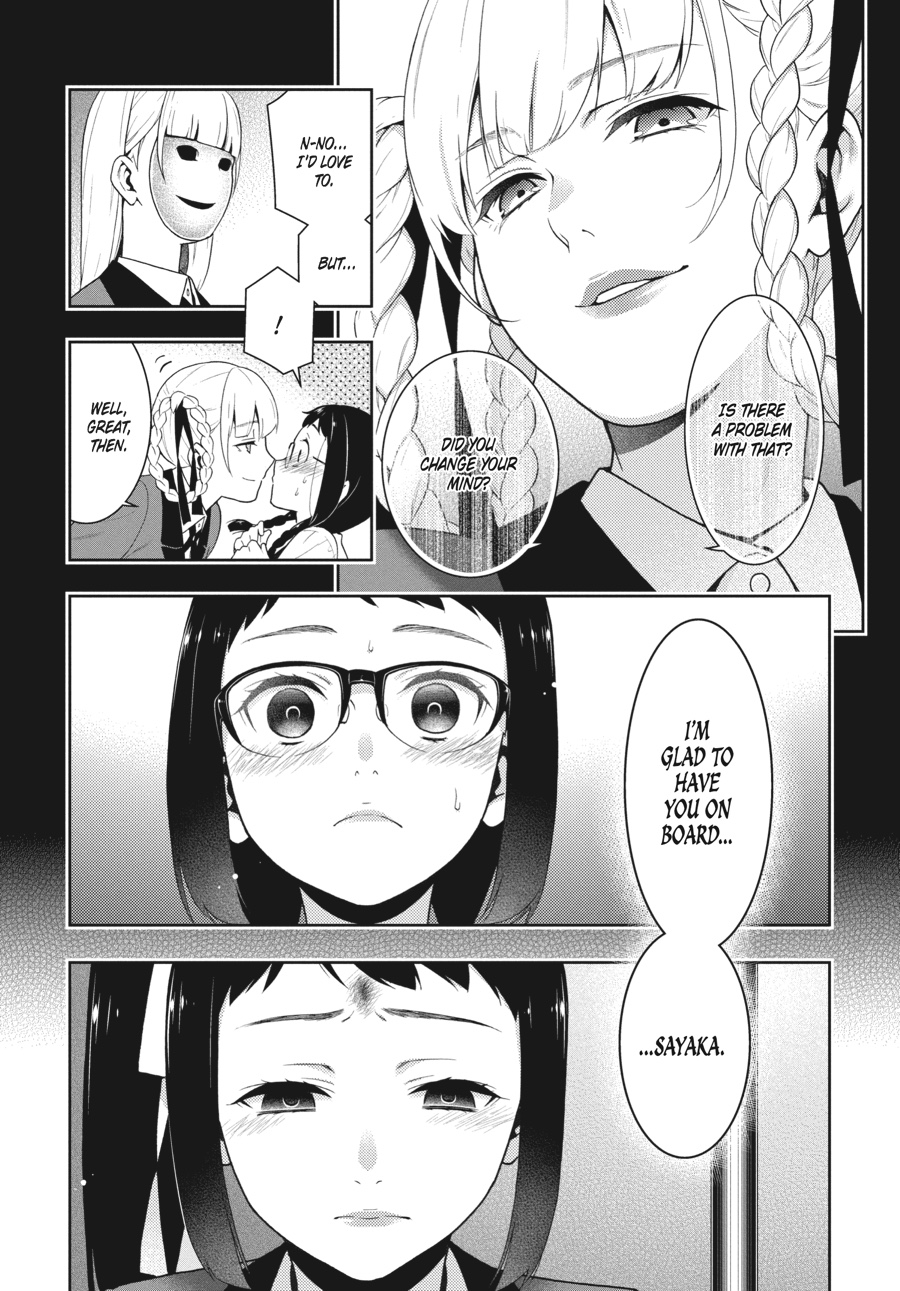 IS THERE
A PROBLEM
WITH THAT?
DID YOU
CHANGE YOUR
MIND?
N-NO...
I'D LOVE
TO.
BUT...
!
WELL,
GREAT,
THEN.
I'M
GLAD TO
HAVE
YOU ON
BOARD...
...SAYAKA.